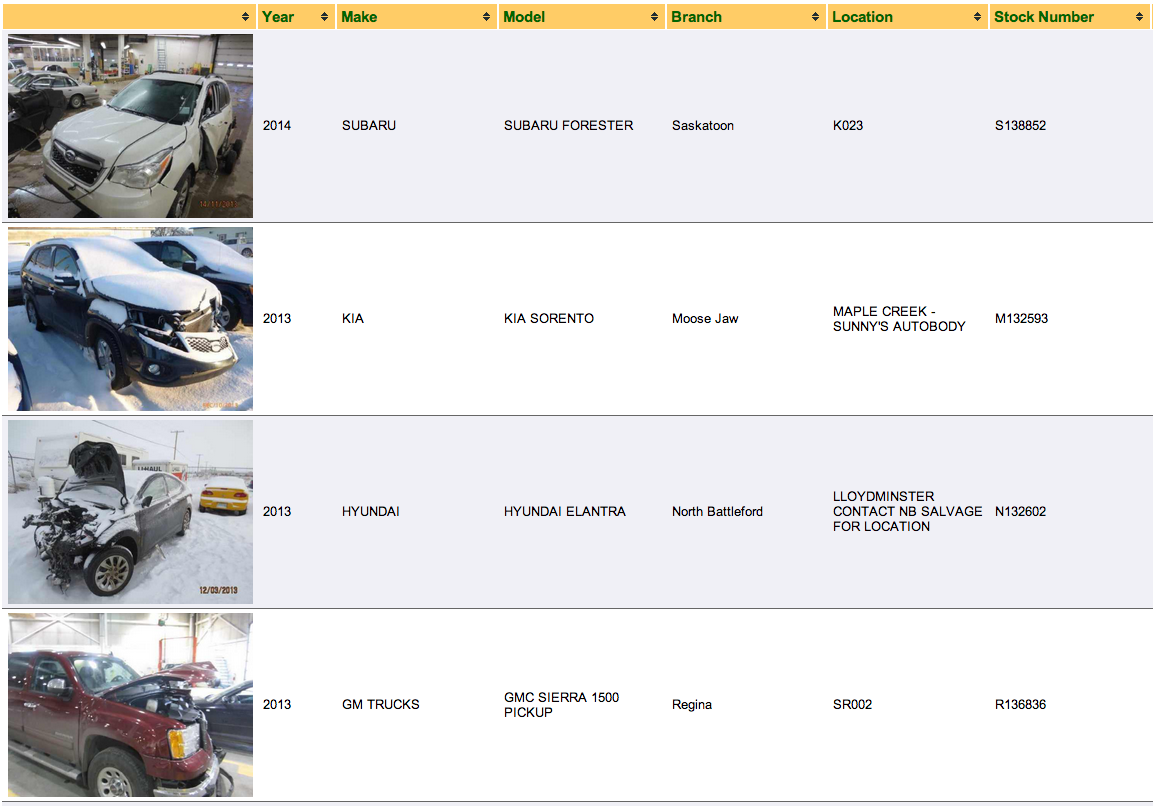 Year Make Model Branch Location Stock Number
14/11/2013
2014 SUBARU SUBARU FORESTER Saskatoon K023 S138852
2013 KIA KIA SORENTO Moose Jaw MAPLE CREEK -
SUNNY'S AUTOBODY M132593
U-HAUL
12/03/2013
2013 HYUNDAI HYUNDAI ELANTRA North Battleford LLOYDMINSTER
CONTACT NB SALVAGE
FOR LOCATION N132602
2013 GM TRUCKS GMC SIERRA 1500
PICKUP Regina SR002 R136836